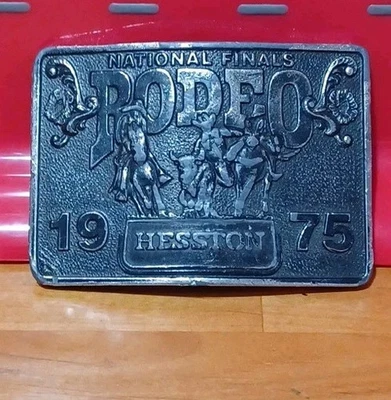 NATIONAL FINALS
RODEO
19 75
HESSTON